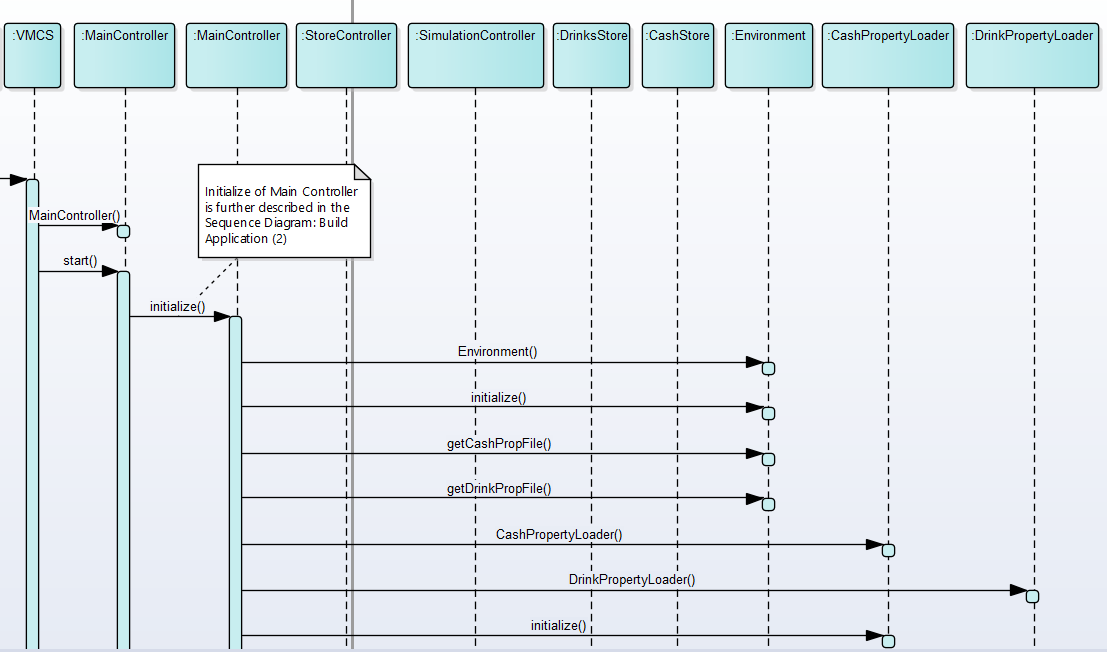 :VMCS
:MainController
:MainController
:StoreController
:SimulationController
:DrinksStore
:CashStore
:Environment
:CashPropertyLoader
:DrinkPropertyLoader
Initialize of Main Controller
is further described in the
Sequence Diagram: Build
Application (2)
MainController()
start()
initialize()
Environment()
initialize()
getCashPropFile()
getDrinkPropFile()
CashPropertyLoader()
DrinkPropertyLoader()
initialize()